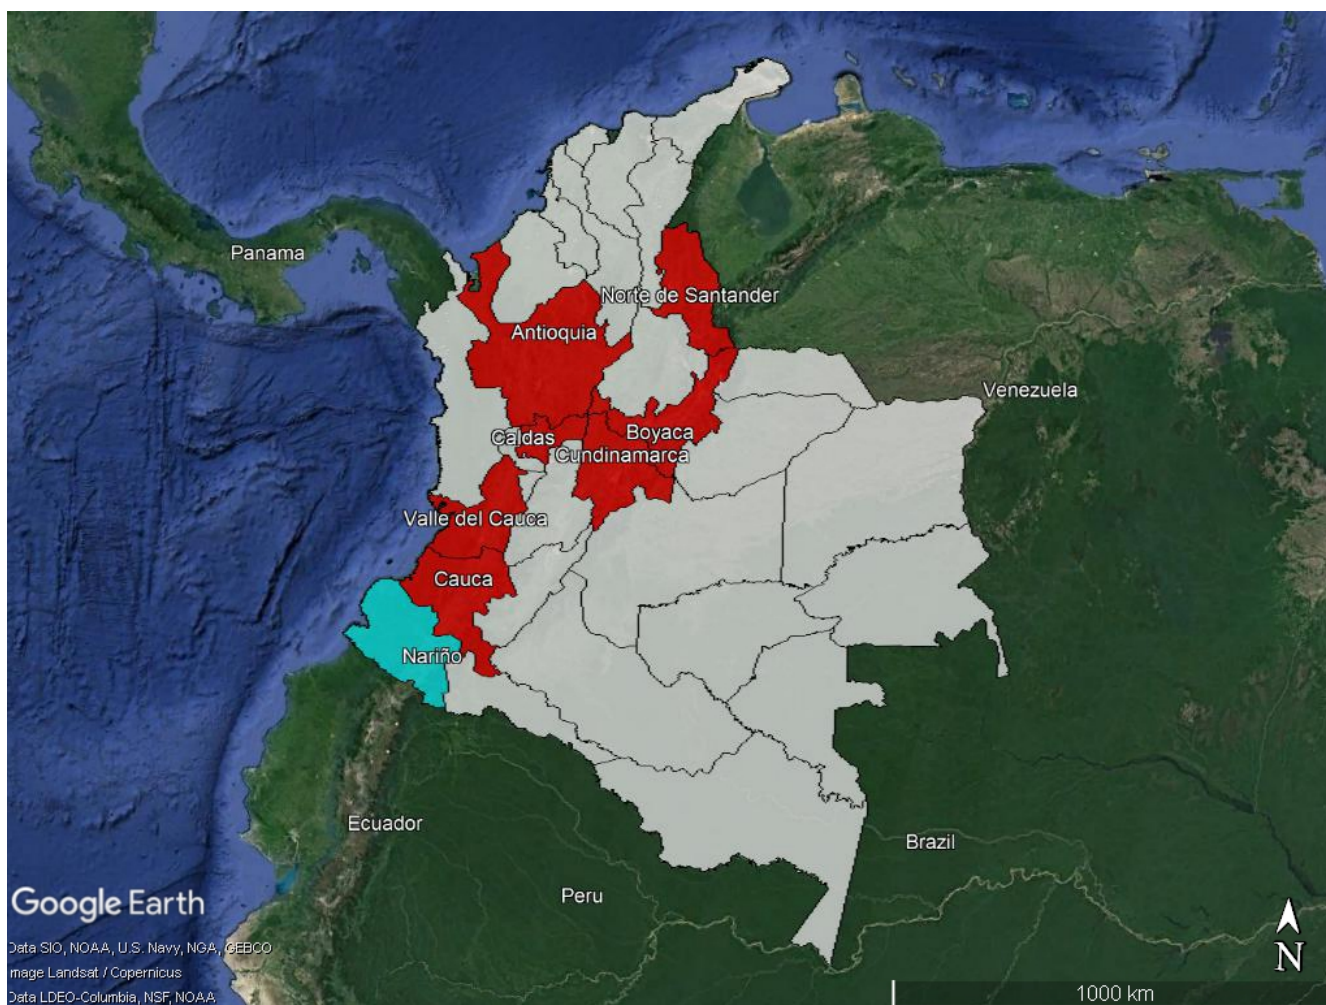 Panama
Norte de Santander
Antioquia
Venezuela
Caldas
Boyaca
Cundinamarca
Valle del Cauca
Cauca
Nariño
Ecuador
Brazil
Peru
Google Earth
Data SIO, NOAA, U.S. Navy, NGA, GEBCO
Image Landsat / Copernicus
Data LDEO-Columbia, NSF, NOAA
N
1000 km